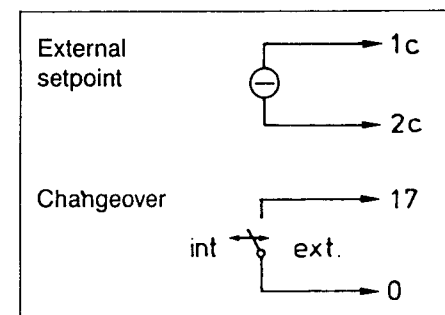 External
setpoint
1c
2c
Changeover
17
int
ext.
0